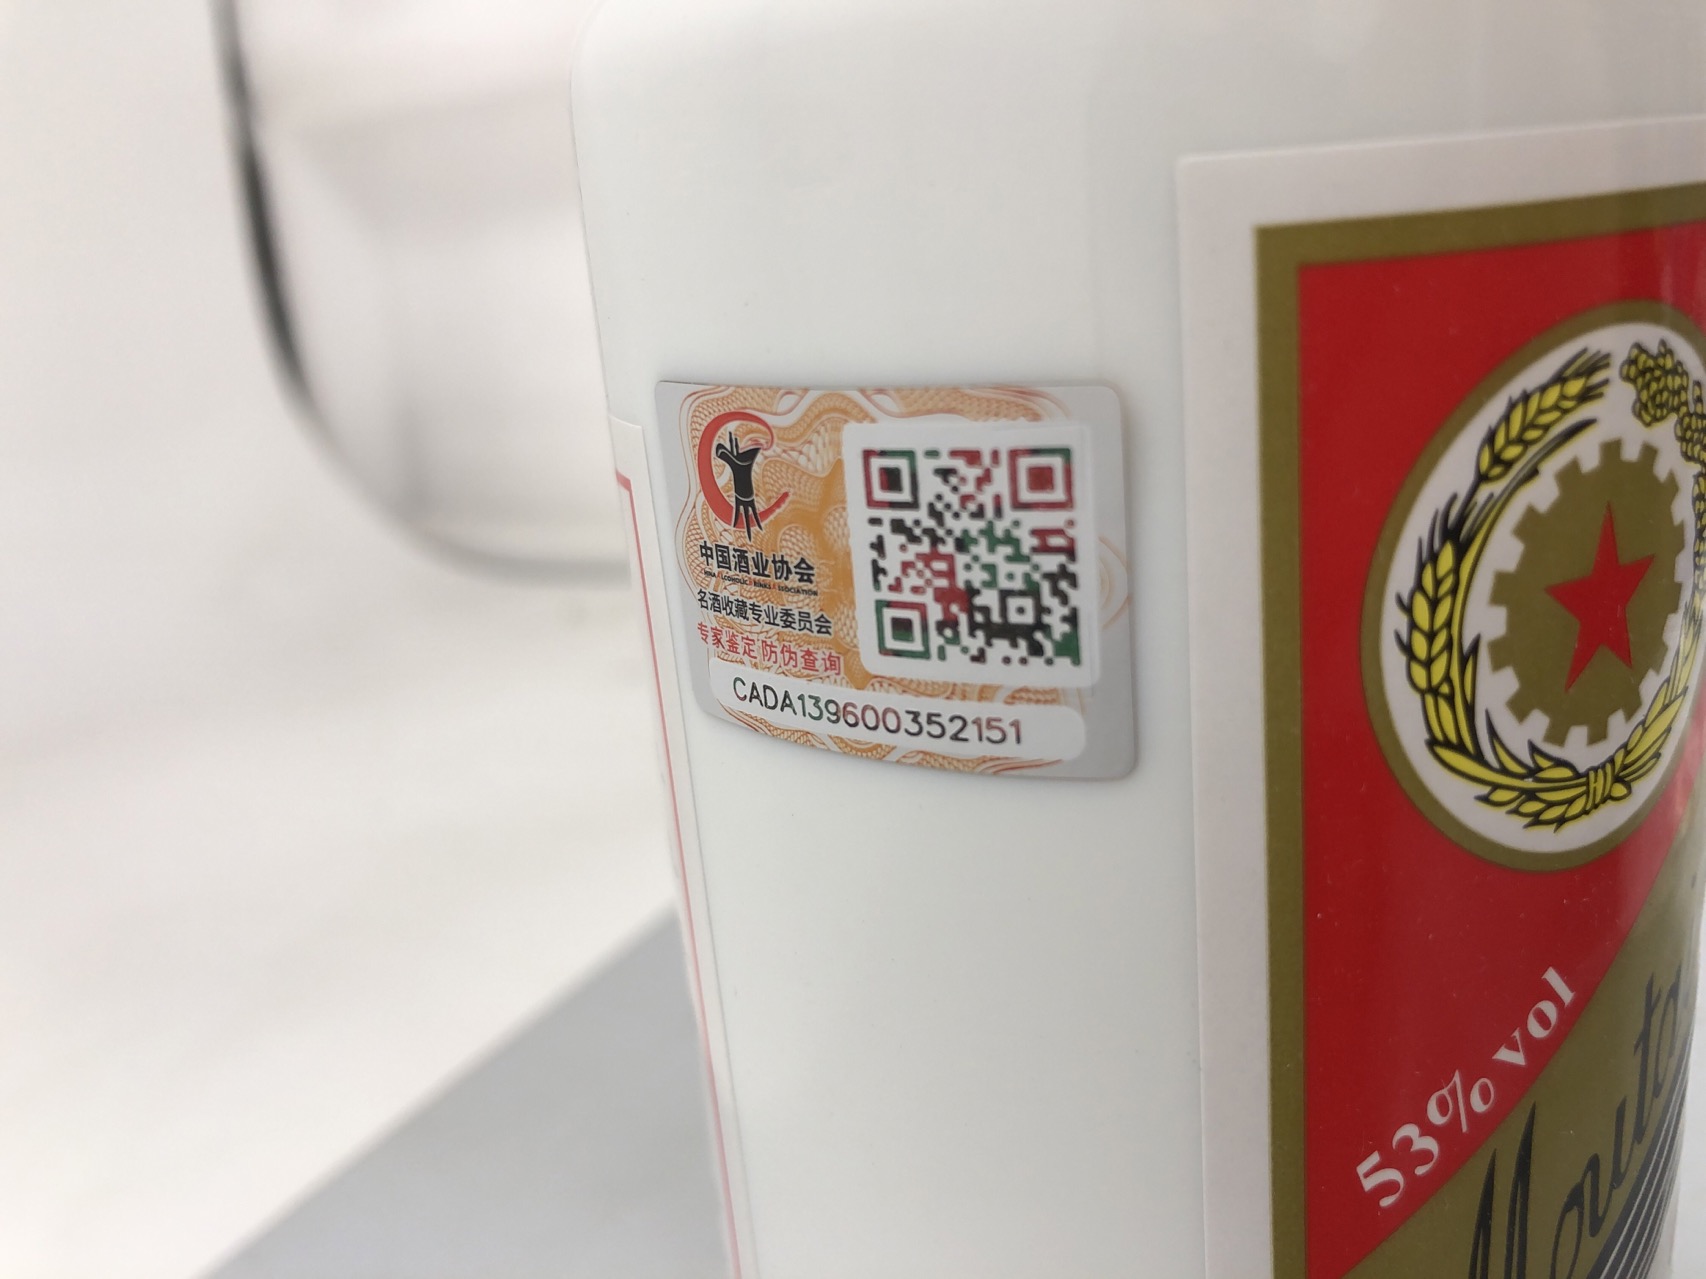 中国酒业协会
名酒收藏专业委员会
专家鉴定 防伪查询
CADA139600352151
53% vol